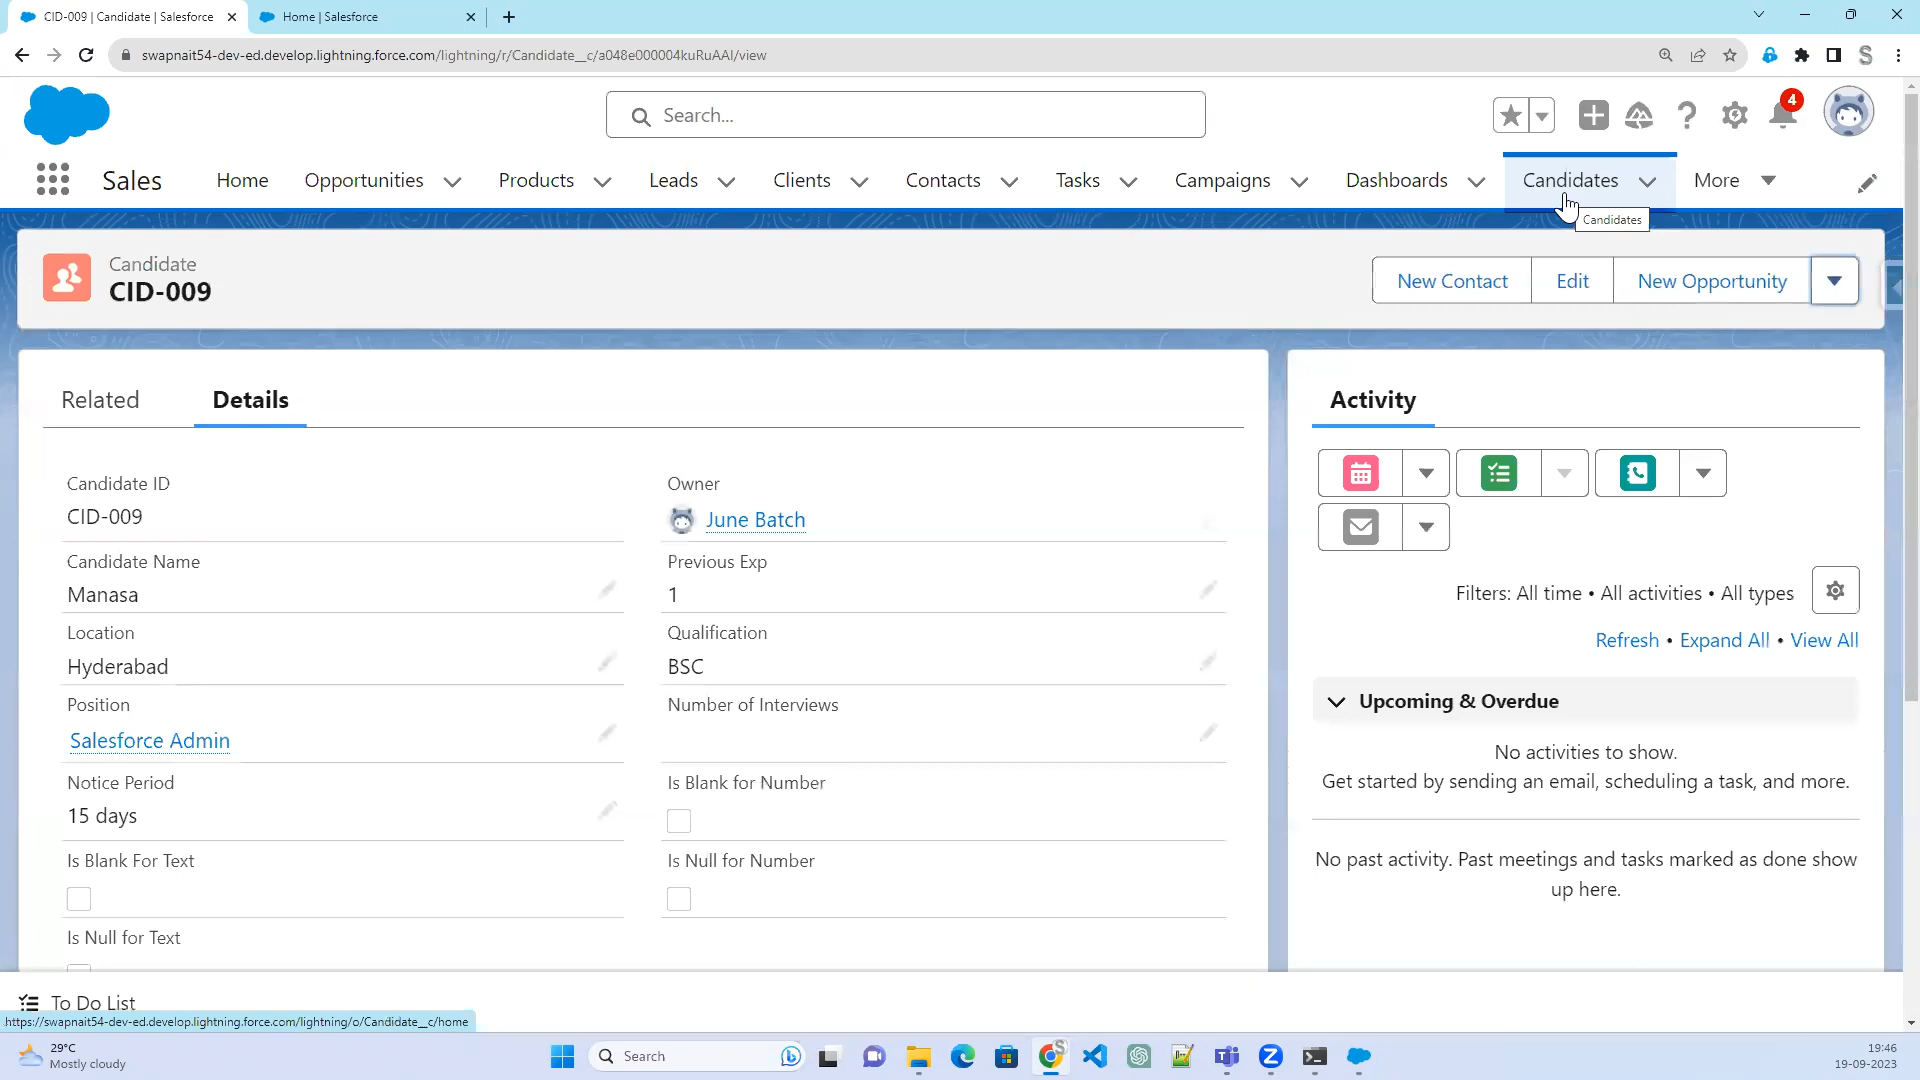 CID-009 | Candidate | Salesforce
Home | Salesforce
swapnait54-dev-ed.develop.lightning.force.com/lightning/r/Candidate__c/a048e000004kuRuAAI/view
Search...
4
Sales
Home
Opportunities
Products
Leads
Clients
Contacts
Tasks
Campaigns
Dashboards
Candidates
More
Candidates
Candidate
CID-009
New Contact
Edit
New Opportunity
Related
Details
Candidate ID
CID-009
Owner
June Batch
Candidate Name
Manasa
Previous Exp
1
Location
Hyderabad
Qualification
BSC
Position
Salesforce Admin
Number of Interviews
Notice Period
15 days
Is Blank for Number
Is Blank For Text
Is Null for Number
Is Null for Text
Activity
Filters: All time • All activities • All types
Refresh • Expand All • View All
Upcoming & Overdue
No activities to show.
Get started by sending an email, scheduling a task, and more.
No past activity. Past meetings and tasks marked as done show
up here.
To Do List
https://swapnait54-dev-ed.develop.lightning.force.com/lightning/o/Candidate__c/home
29°C
Mostly cloudy
Search
19:46
19-09-2023